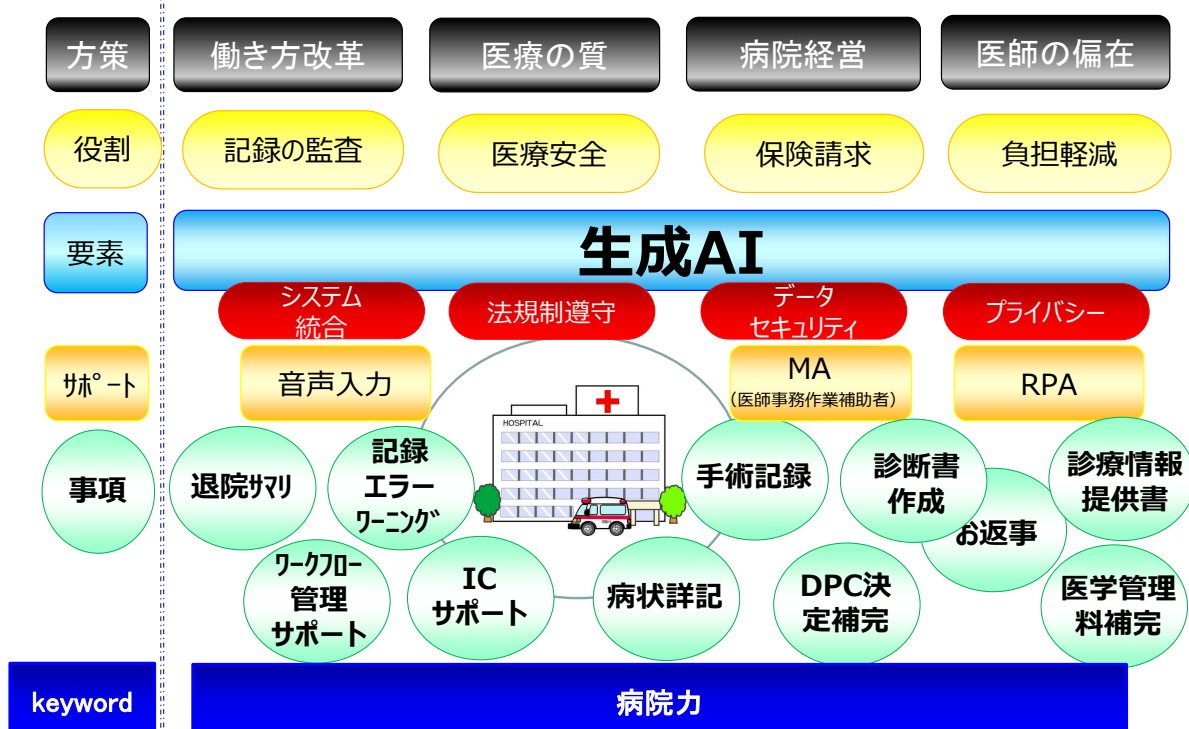 方策
働き方改革
医療の質
病院経営
医師の偏在
役割
記録の監査
医療安全
保険請求
負担軽減
要素
生成AI
システム
統合
法規制遵守
データ
セキュリティ
プライバシー
ｻﾎﾟｰﾄ
音声入力
MA
（医師事務作業補助者）
RPA
HOSPITAL
事項
退院ｻﾏﾘ
記録
エラー
ﾜｰﾆﾝｸﾞ
手術記録
診断書
作成
お返事
診療情報
提供書
ﾜｰｸﾌﾛｰ
管理
サポート
IC
サポート
病状詳記
DPC決
定補完
医学管理
料補完
keyword
病院力